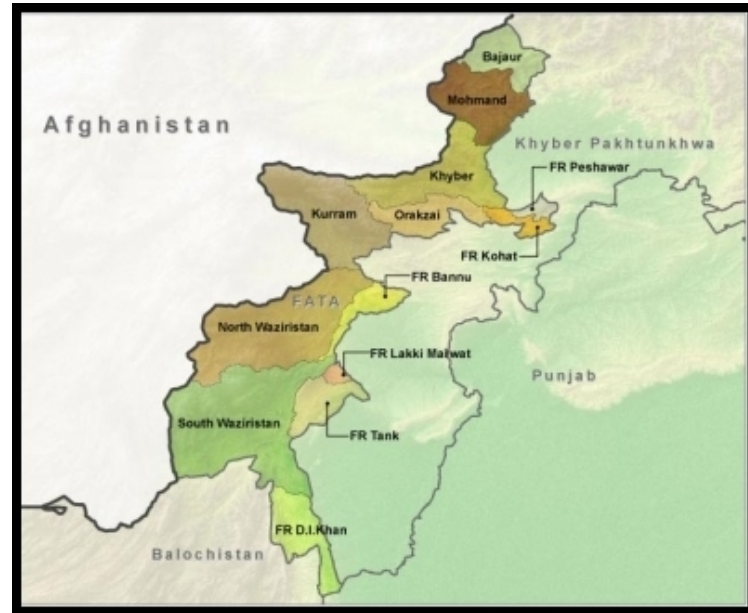 Bajaur
Mohmand
Afghanistan
Khyber Pakhtunkhwa
FR Peshawar
Khyber
Kurram
Orakzai
FR Kohat
FR Bannu
FATA
North Waziristan
FR Lakki Marwat
Punjab
South Waziristan
FR Tank
FR D.I.Khan
Balochistan